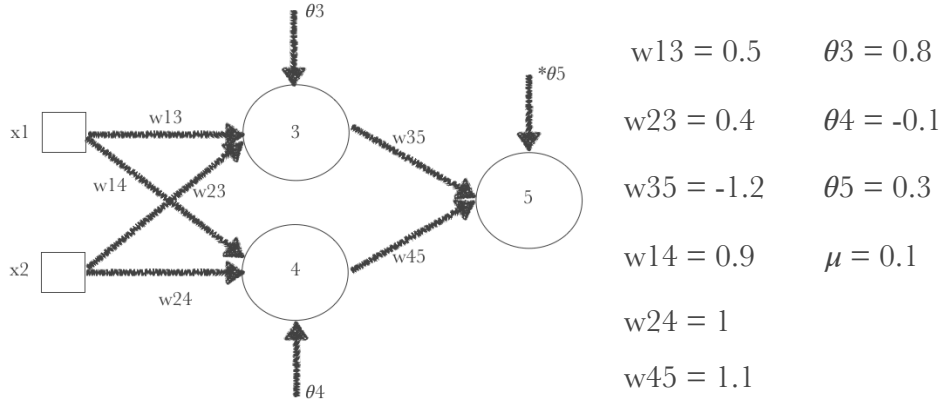 θ3
x1
w13
3
w14
w23
x2
w24
4
θ4
w35
w45
*θ5
5
w13 = 0.5 θ3 = 0.8
w23 = 0.4 θ4 = -0.1
w35 = -1.2 θ5 = 0.3
w14 = 0.9 μ = 0.1
w24 = 1
w45 = 1.1